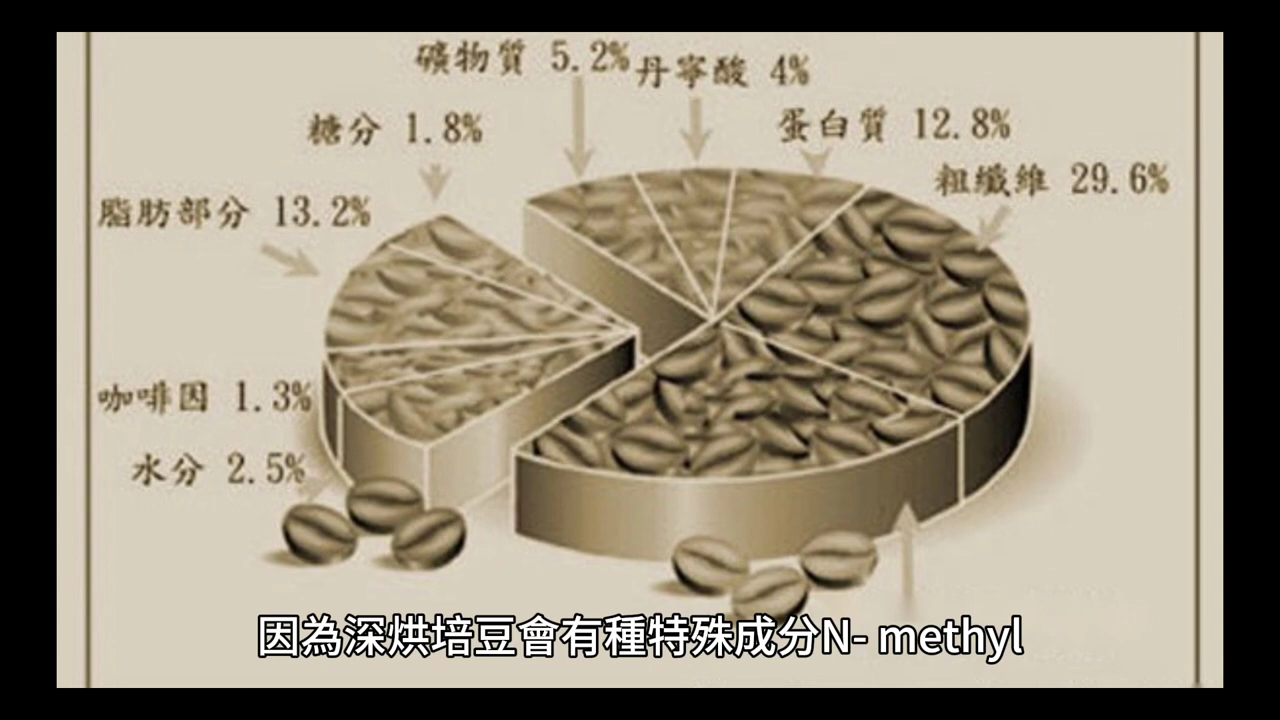 礦物質 5.2%
丹寧酸 4%
糖分 1.8%
蛋白質 12.8%
粗纖維 29.6%
脂肪部分 13.2%
咖啡因 1.3%
水分 2.5%
因為深烘培豆會有種特殊成分N- methyl